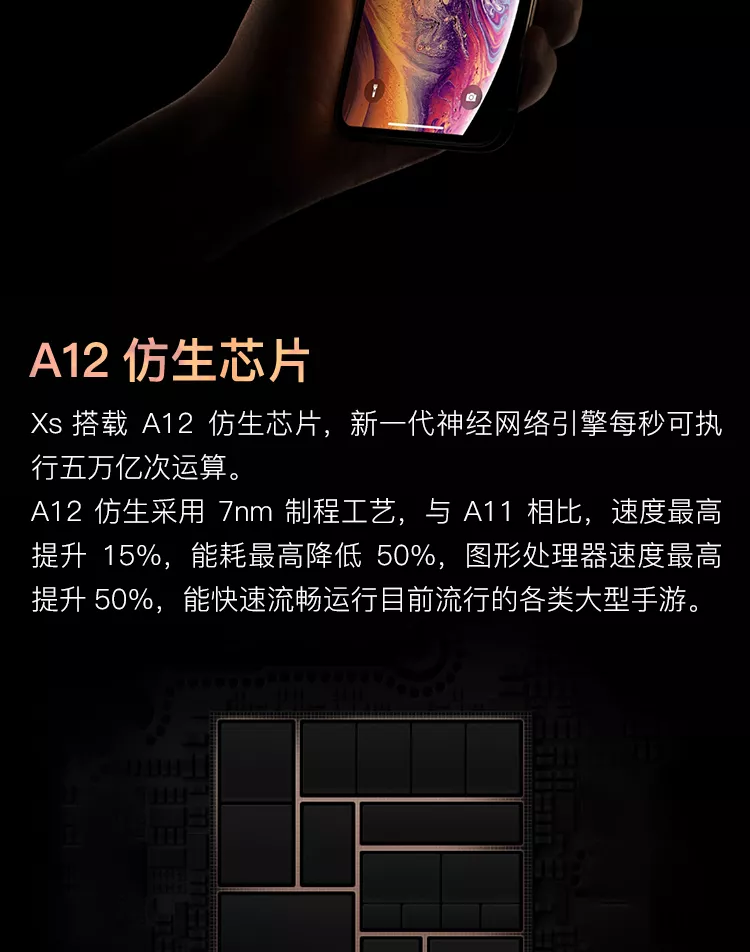 A12 仿生芯片
Xs 搭载 A12 仿生芯片，新一代神经网络引擎每秒可执
行五万亿次运算。
A12 仿生采用 7nm 制程工艺，与 A11 相比，速度最高
提升 15%，能耗最高降低 50%，图形处理器速度最高
提升 50%，能快速流畅运行目前流行的各类大型手游。